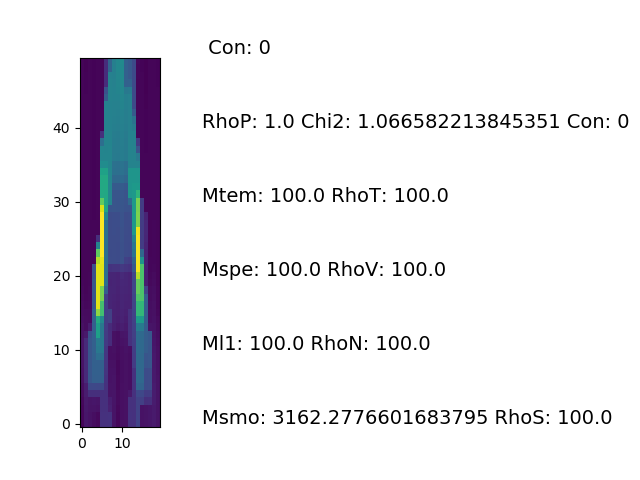 Con: 0
RhoP: 1.0 Chi2: 1.066582213845351 Con: 0
40
Mtem: 100.0 RhoT: 100.0
30
Mspe: 100.0 RhoV: 100.0
20
Ml1: 100.0 RhoN: 100.0
10
Msmo: 3162.2776601683795 RhoS: 100.0
0
0 10